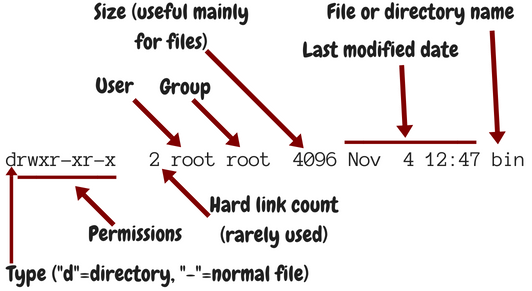 Size (useful mainly
for files)
File or directory name
Last modified date
User
Group
drwxr-xr-x 2 root root 4096 Nov 4 12:47 bin
Hard link count
(rarely used)
Permissions
Type ("d"=directory, "-"=normal file)